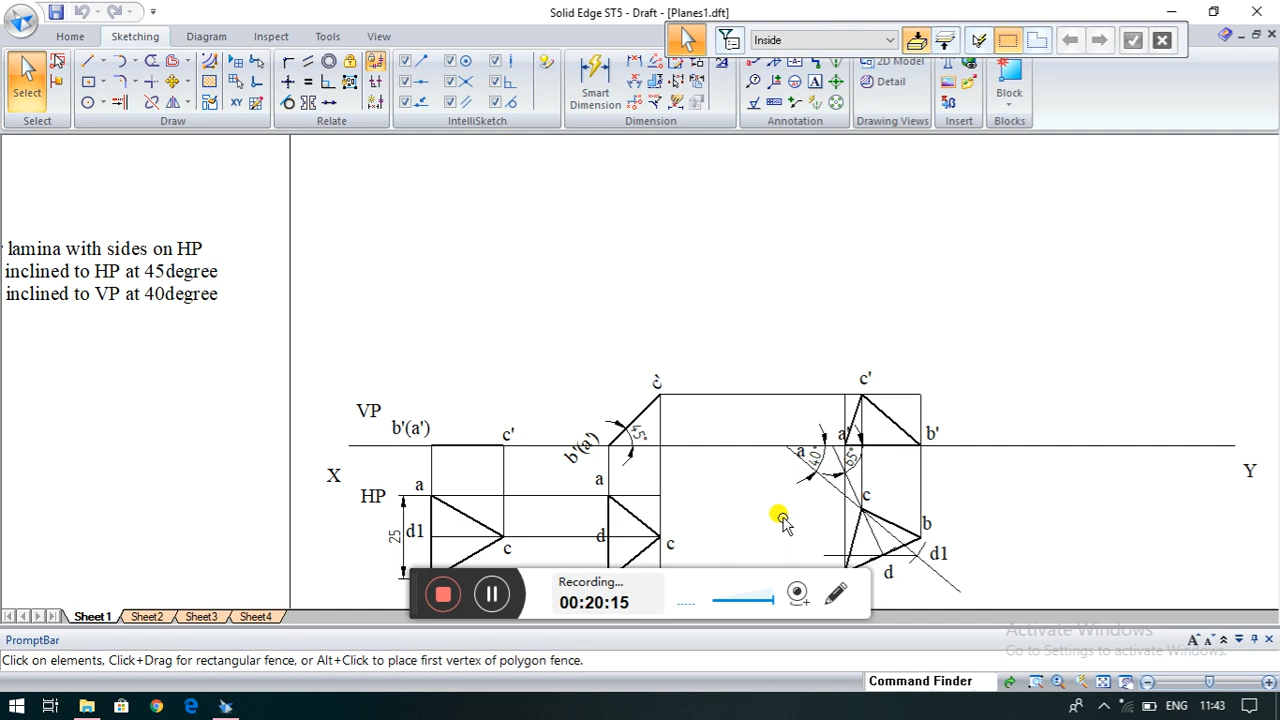 Solid Edge ST5 - Draft - [Planes1.dft]
Home Sketching Diagram Inspect Tools View
Inside
Select
Smart Dimension
2D Model
Detail
Block
Select Draw Relate IntelliSketch Dimension Annotation Drawing Views Insert Blocks
lamina with sides on HP
inclined to HP at 45degree
inclined to VP at 40degree
VP
b'(a') c'
b'(a') c' 45°
c'
a' b'
X Y
HP
a 40° 65°
a a
c b
25 d1 c d c
d d1
Recording...
00:20:15
Sheet1 Sheet2 Sheet3 Sheet4
Activate Windows
Go to Settings to activate Windows.
PromptBar
Click on elements, Click+Drag for rectangular fence, or Alt+Click to place first vertex of polygon fence.
Command Finder
ENG 11:43